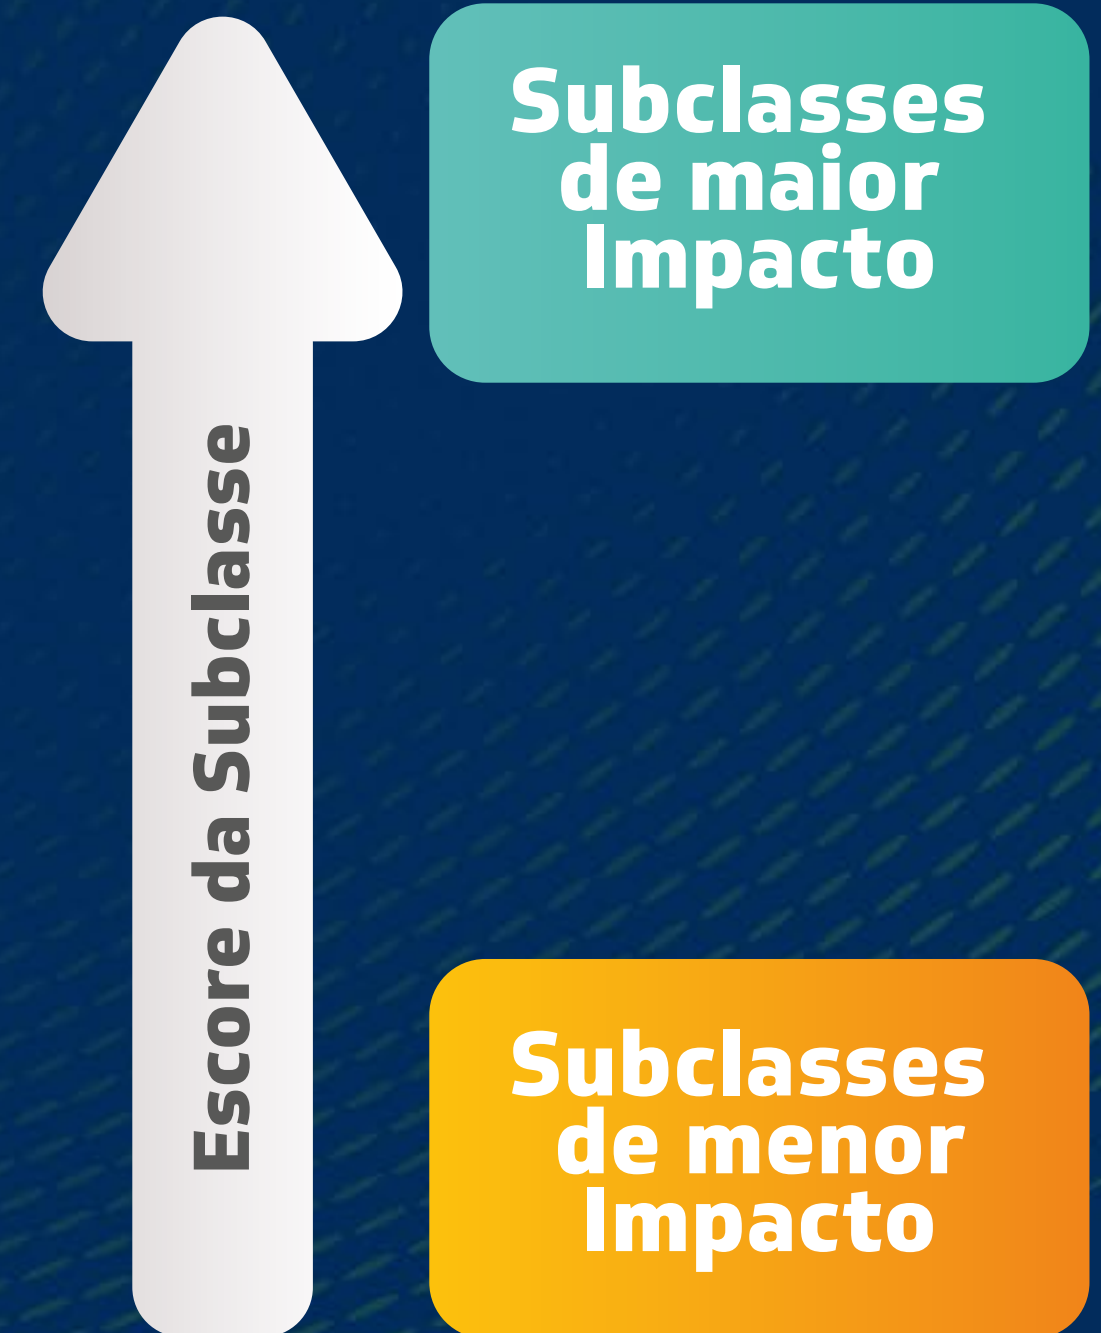 Subclasses
de maior
Impacto
Escore da Subclasse
Subclasses
de menor
Impacto